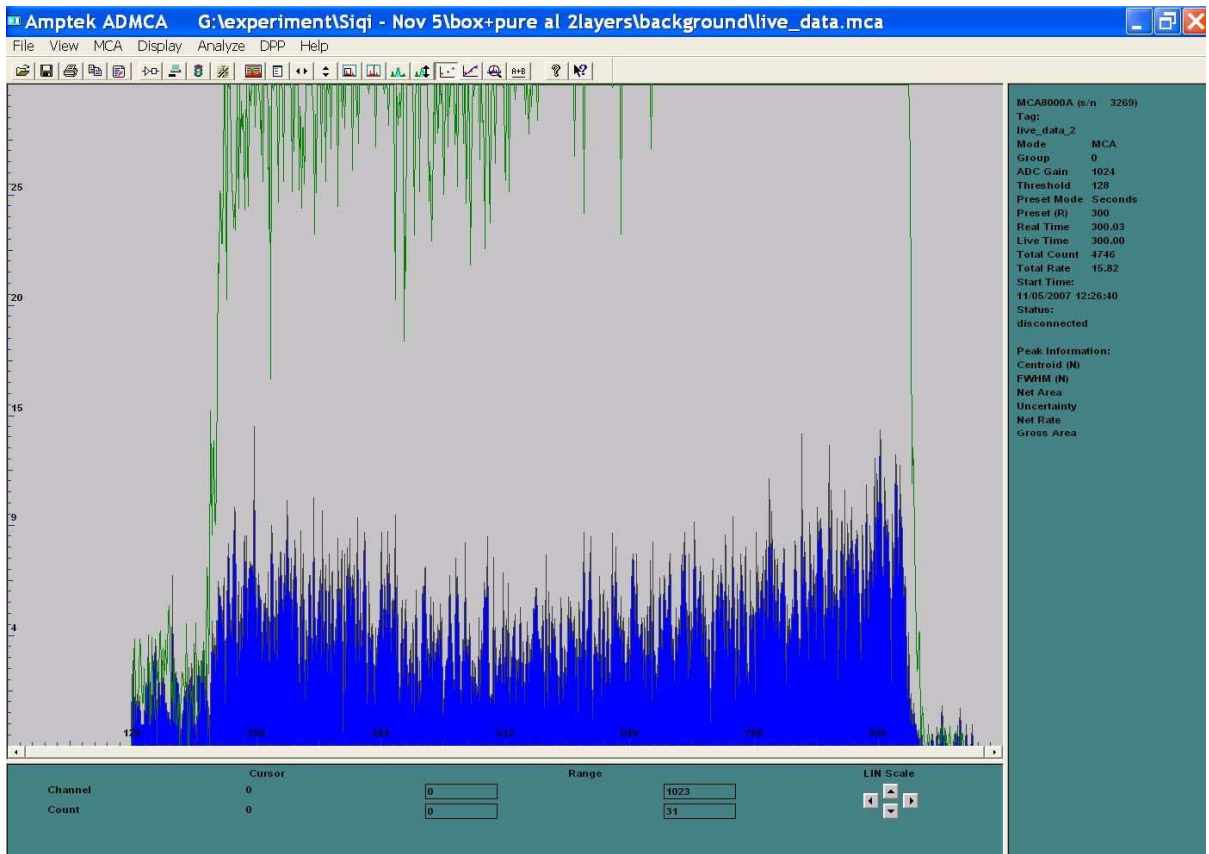 Amptek ADMCA G:\experiment\Siqi - Nov 5\box+pure al 2layers\background\live_data.mca
File View MCA Display Analyze DPP Help
A+B
25
20
15
9
4
128 256 384 512 640 768 896
MCA8000A (s/n 3269)
Tag:
live_data_2
Mode MCA
Group 0
ADC Gain 1024
Threshold 128
Preset Mode Seconds
Preset (R) 300
Real Time 300.03
Live Time 300.00
Total Count 4746
Total Rate 15.82
Start Time:
11/05/2007 12:26:40
Status:
disconnected
Peak Information:
Centroid (N)
FWHM (N)
Net Area
Uncertainty
Net Rate
Gross Area
Cursor Range LIN Scale
Channel 0 0 1023
Count 0 0 31